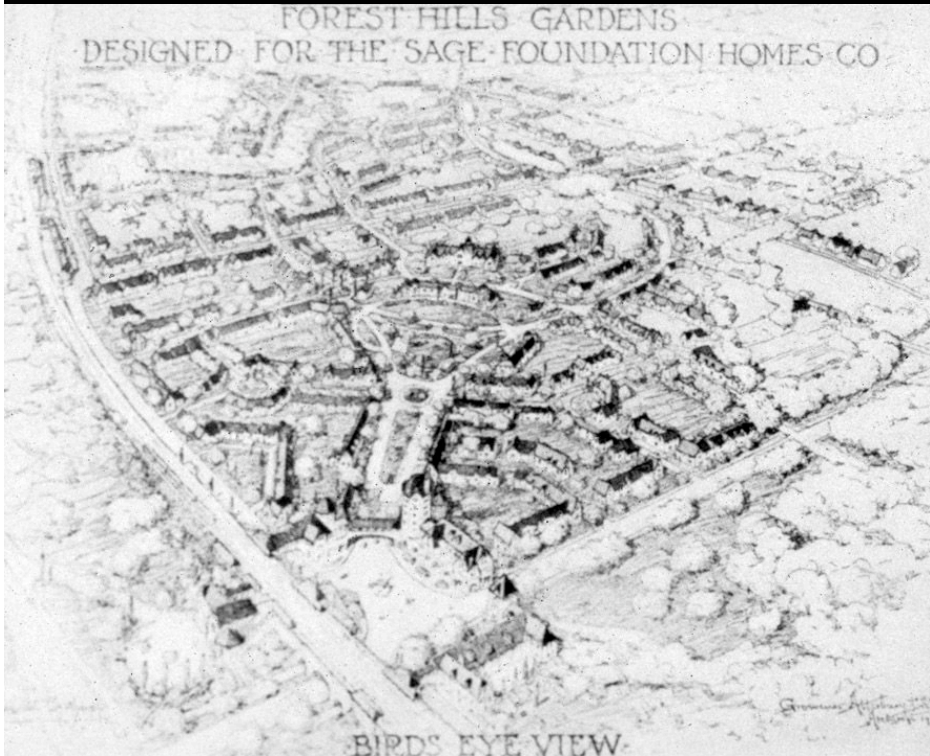 FOREST·HILLS GARDENS
·DESIGNED·FOR·THE·SAGE·FOUNDATION HOMES·CO
·BIRDS EYE·VIEW·